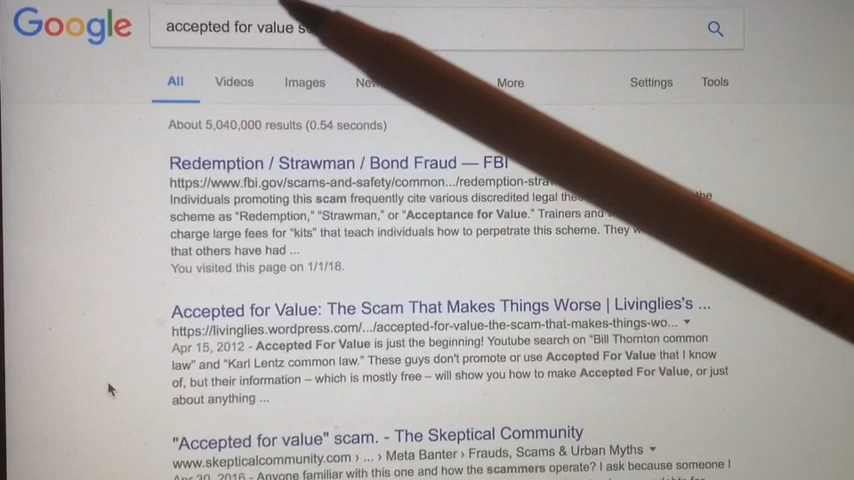 Google
accepted for value s
All Videos Images More Settings Tools
About 5,040,000 results (0.54 seconds)
Redemption / Strawman / Bond Fraud — FBI
https://www.fbi.gov/scams-and-safety/common.../redemption-stra
Individuals promoting this scam frequently cite various discredited legal the the
scheme as "Redemption," "Strawman," or "Acceptance for Value." Trainers and
charge large fees for "kits" that teach individuals how to perpetrate this scheme. They
that others have had ...
You visited this page on 1/1/18.
Accepted for Value: The Scam That Makes Things Worse | Livinglies's ...
https://livinglies.wordpress.com/.../accepted-for-value-the-scam-that-makes-things-wo...
Apr 15, 2012 - Accepted For Value is just the beginning! Youtube search on "Bill Thornton common
law" and "Karl Lentz common law." These guys don't promote or use Accepted For Value that I know
of, but their information – which is mostly free – will show you how to make Accepted For Value, or just
about anything ...
"Accepted for value" scam. - The Skeptical Community
www.skepticalcommunity.com › ... › Meta Banter › Frauds, Scams & Urban Myths
Apr 30, 2016 - Anyone familiar with this one and how the scammers operate? I ask because someone I